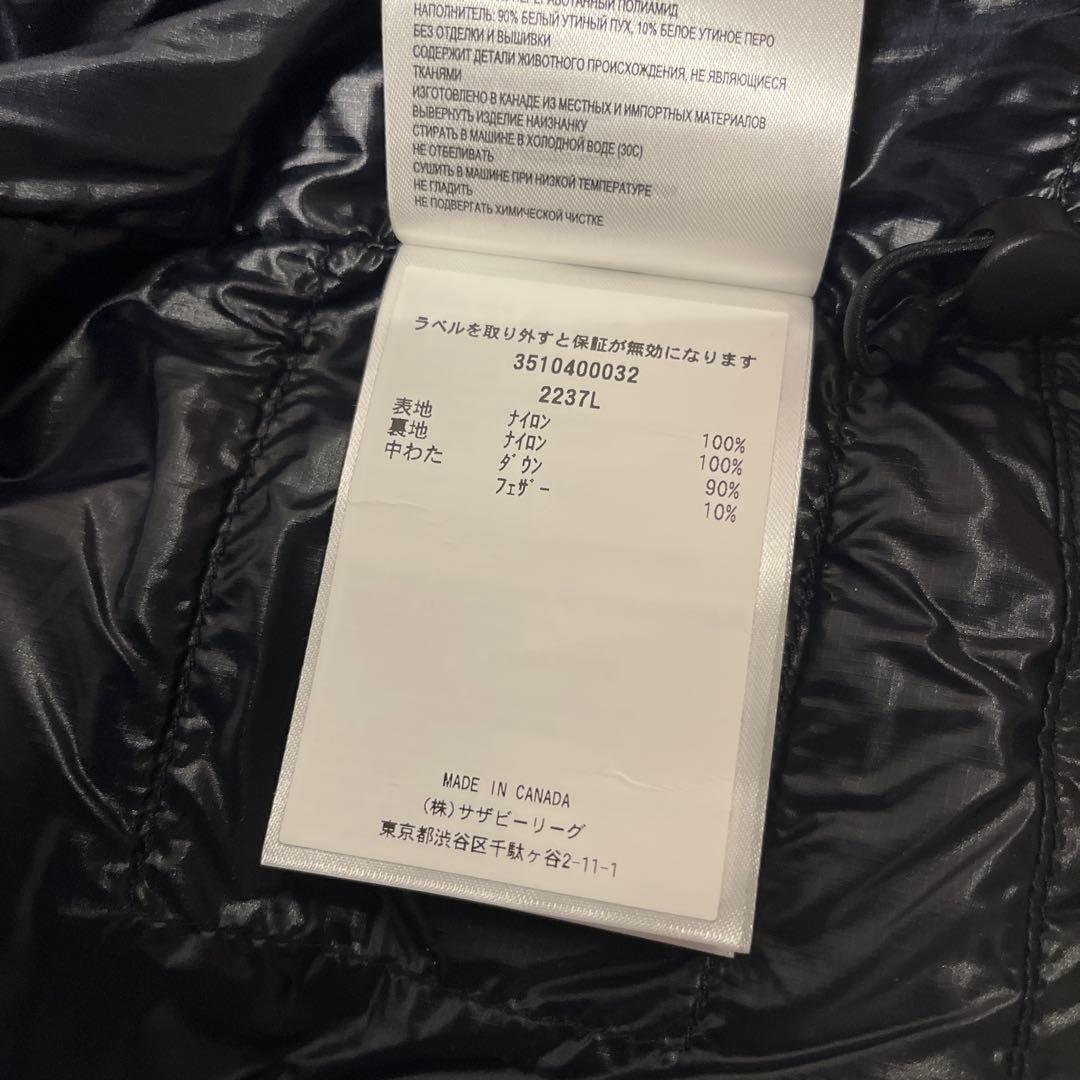 ПЕРЕРАБОТАННЫЙ ПОЛИАМИД
НАПОЛНИТЕЛЬ: 90% БЕЛЫЙ УТИНЫЙ ПУХ, 10% БЕЛОЕ УТИНОЕ ПЕРО
БЕЗ ОТДЕЛКИ И ВЫШИВКИ
СОДЕРЖИТ ДЕТАЛИ ЖИВОТНОГО ПРОИСХОЖДЕНИЯ, НЕ ЯВЛЯЮЩИЕСЯ
ТКАНЯМИ
ИЗГОТОВЛЕНО В КАНАДЕ ИЗ МЕСТНЫХ И ИМПОРТНЫХ МАТЕРИАЛОВ
ВЫВЕРНУТЬ ИЗДЕЛИЕ НАИЗНАНКУ
СТИРАТЬ В МАШИНЕ В ХОЛОДНОЙ ВОДЕ (30C)
НЕ ОТБЕЛИВАТЬ
СУШИТЬ В МАШИНЕ ПРИ НИЗКОЙ ТЕМПЕРАТУРЕ
НЕ ГЛАДИТЬ
НЕ ПОДВЕРГАТЬ ХИМИЧЕСКОЙ ЧИСТКЕ
ラベルを取り外すと保証が無効になります
3510400032
2237L
表地 ﾅｲﾛﾝ 100%
裏地 ﾅｲﾛﾝ 100%
中わた ﾀﾞｳﾝ 90%
ﾌｪｻﾞｰ 10%
MADE IN CANADA
(株)サザビーリーグ
東京都渋谷区千駄ヶ谷2-11-1